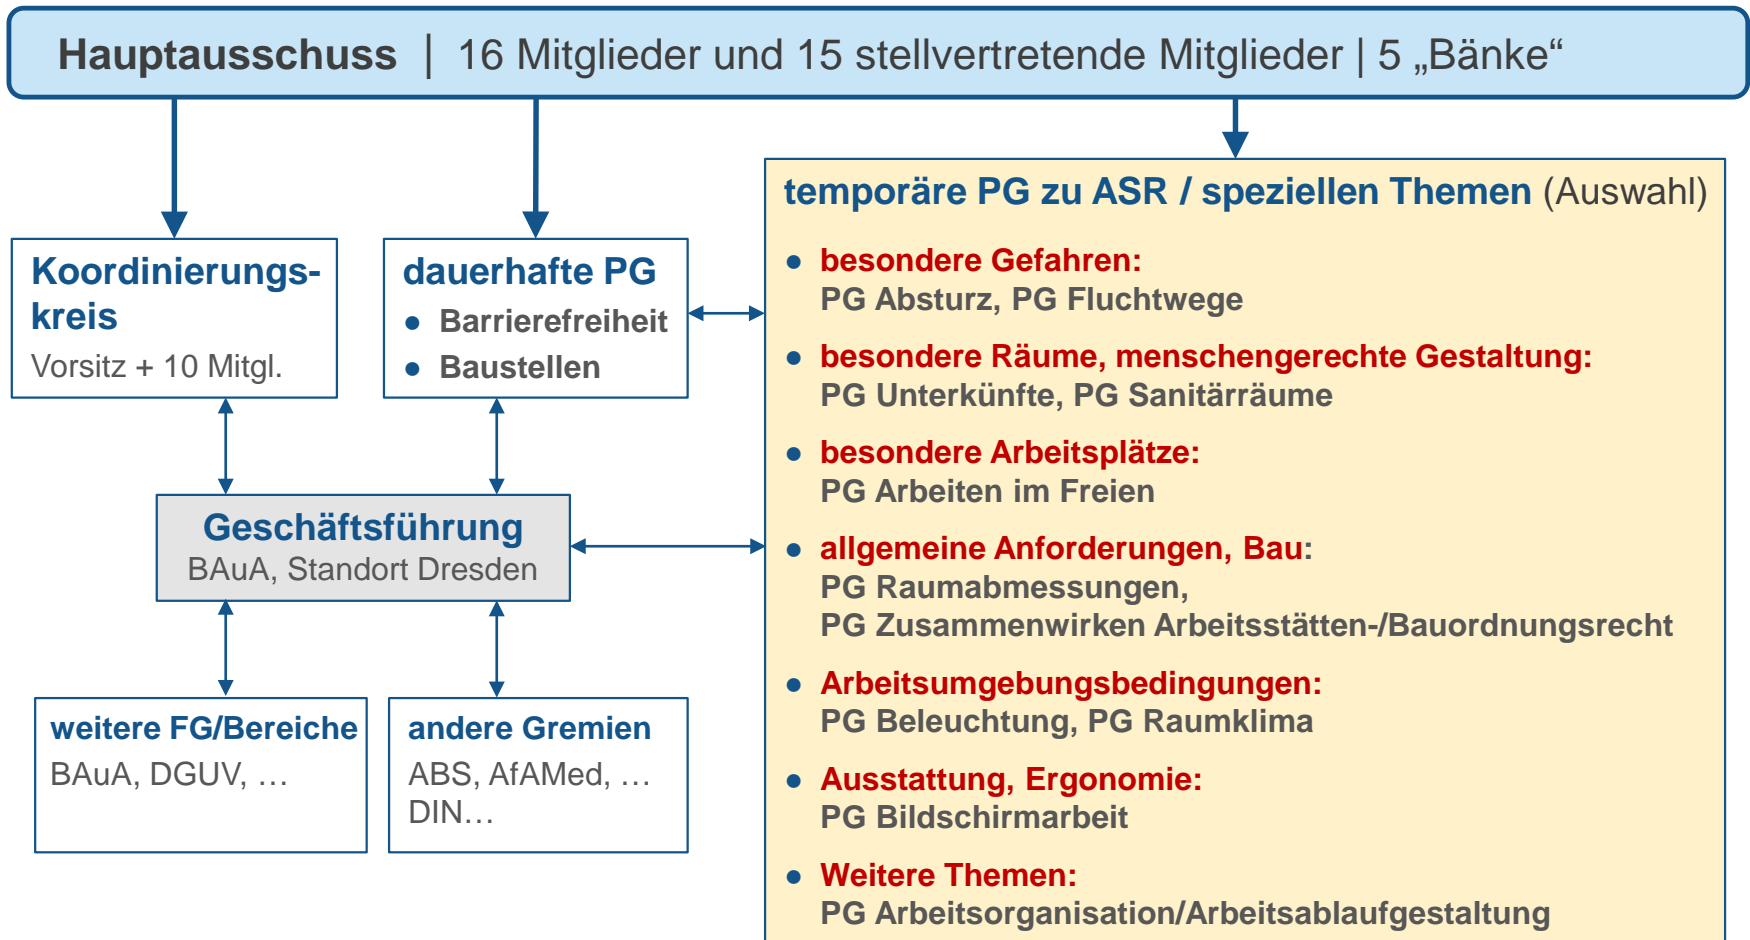 Hauptausschuss | 16 Mitglieder und 15 stellvertretende Mitglieder | 5 „Bänke“
Koordinierungs-
kreis
Vorsitz + 10 Mitgl.
dauerhafte PG
● Barrierefreiheit
● Baustellen
Geschäftsführung
BAuA, Standort Dresden
weitere FG/Bereiche
BAuA, DGUV, …
andere Gremien
ABS, AfAMed, …
DIN…
temporäre PG zu ASR / speziellen Themen (Auswahl)
● besondere Gefahren:
PG Absturz, PG Fluchtwege
● besondere Räume, menschengerechte Gestaltung:
PG Unterkünfte, PG Sanitärräume
● besondere Arbeitsplätze:
PG Arbeiten im Freien
● allgemeine Anforderungen, Bau:
PG Raumabmessungen,
PG Zusammenwirken Arbeitsstätten-/Bauordnungsrecht
● Arbeitsumgebungsbedingungen:
PG Beleuchtung, PG Raumklima
● Ausstattung, Ergonomie:
PG Bildschirmarbeit
● Weitere Themen:
PG Arbeitsorganisation/Arbeitsablaufgestaltung